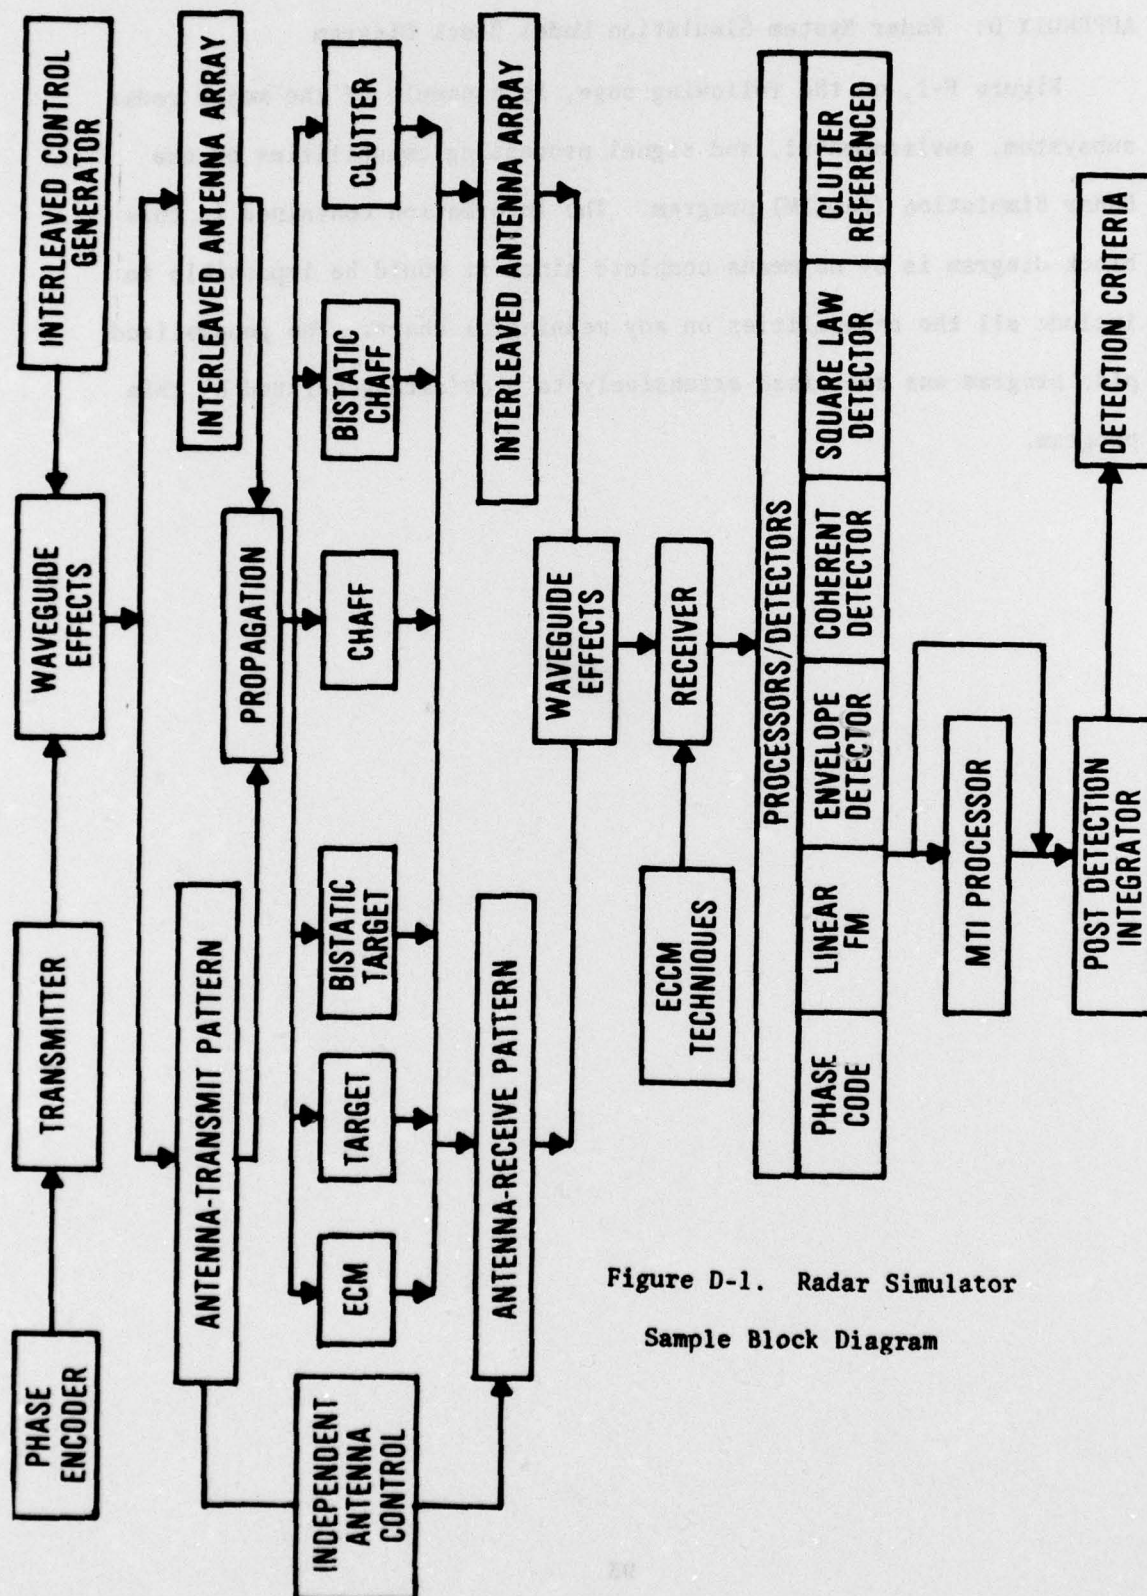 PHASE
ENCODER
TRANSMITTER
WAVEGUIDE
EFFECTS
INTERLEAVED CONTROL
GENERATOR
ANTENNA-TRANSMIT PATTERN
INTERLEAVED ANTENNA ARRAY
PROPAGATION
INDEPENDENT
ANTENNA
CONTROL
ECM
TARGET
BISTATIC
TARGET
CHAFF
BISTATIC
CHAFF
CLUTTER
ANTENNA-RECEIVE PATTERN
INTERLEAVED ANTENNA ARRAY
WAVEGUIDE
EFFECTS
ECCM
TECHNIQUES
RECEIVER
PROCESSORS/DETECTORS
PHASE
CODE
LINEAR
FM
ENVELOPE
DETECTOR
COHERENT
DETECTOR
SQUARE LAW
DETECTOR
CLUTHER
REFERENCED
MTI PROCESSOR
POST DETECTION
INTEGRATOR
DETECTION CRITERIA
Figure D-1. Radar Simulator
Sample Block Diagram